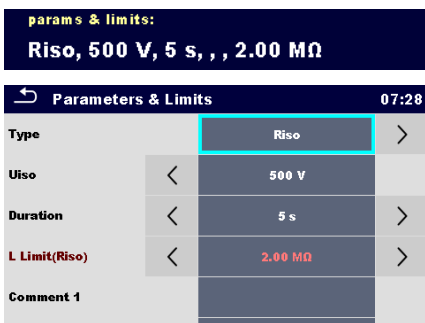 params & limits:
Riso, 500 V, 5 s, , , 2.00 MΩ
Parameters & Limits 07:28
Type Riso
Uiso 500 V
Duration 5 s
L Limit(Riso) 2.00 MΩ
Comment 1